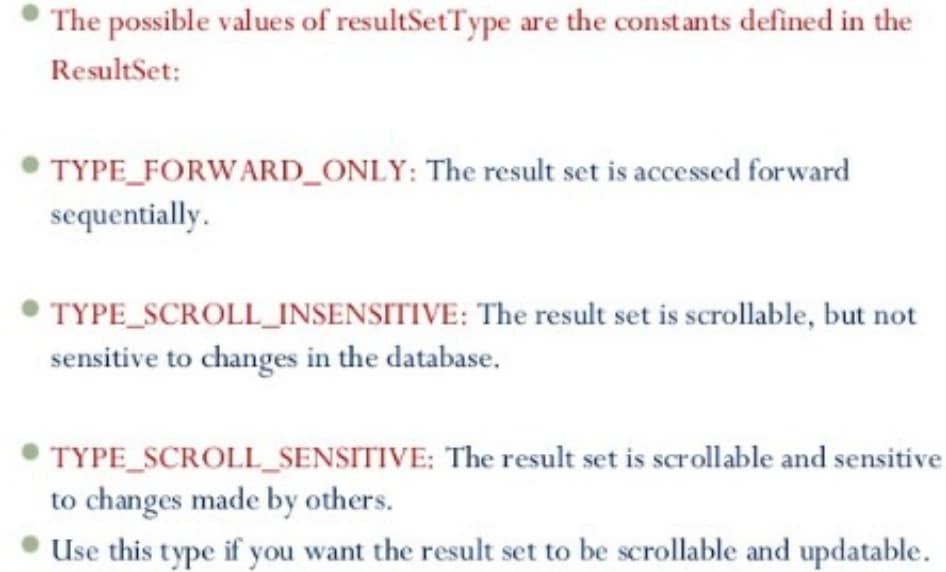 The possible values of resultSetType are the constants defined in the
ResultSet:
TYPE_FORWARD_ONLY: The result set is accessed forward
sequentially.
TYPE_SCROLL_INSENSITIVE: The result set is scrollable, but not
sensitive to changes in the database.
TYPE_SCROLL_SENSITIVE: The result set is scrollable and sensitive
to changes made by others.
Use this type if you want the result set to be scrollable and updatable.